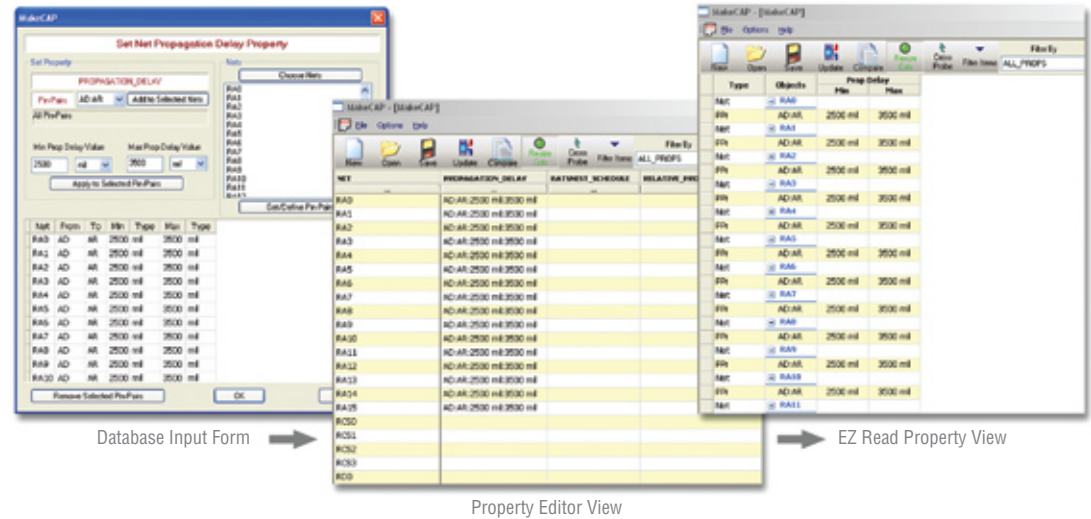 MakeCAP
Set Net Propagation Delay Property
Set Property
PROPAGATION_DELAY
Pin-Pairs AD:AR Add to Selected Nets
All Pin-Pairs
Min Prop Delay Value Max Prop Delay Value
2500 mil 3500 mil
Apply to Selected Pin-Pairs
Nets
Choose Nets
RA0
RA1
RA2
RA3
RA4
RA5
RA6
RA7
RA8
RA9
RA10
RA11
RA12
Get/Define Pin Pairs
Net From To Min Type Max Type
RA0 AD AR 2500 mil 3500 mil
RA1 AD AR 2500 mil 3500 mil
RA2 AD AR 2500 mil 3500 mil
RA3 AD AR 2500 mil 3500 mil
RA4 AD AR 2500 mil 3500 mil
RA5 AD AR 2500 mil 3500 mil
RA6 AD AR 2500 mil 3500 mil
RA7 AD AR 2500 mil 3500 mil
RA8 AD AR 2500 mil 3500 mil
RA9 AD AR 2500 mil 3500 mil
RA10 AD AR 2500 mil 3500 mil
Remove Selected Pin-Pairs OK
Database Input Form
MakeCAP - [MakeCAP]
File Options Help
New Open Save Update Compare Cross Probe Filter Items
Filter By
ALL_PROPS
NET PROPAGATION_DELAY RATSNEST_SCHEDULE RELATIVE_PRO
RA0 AD:AR:2500 mil:3500 mil
RA1 AD:AR:2500 mil:3500 mil
RA2 AD:AR:2500 mil:3500 mil
RA3 AD:AR:2500 mil:3500 mil
RA4 AD:AR:2500 mil:3500 mil
RA5 AD:AR:2500 mil:3500 mil
RA6 AD:AR:2500 mil:3500 mil
RA7 AD:AR:2500 mil:3500 mil
RA8 AD:AR:2500 mil:3500 mil
RA9 AD:AR:2500 mil:3500 mil
RA10 AD:AR:2500 mil:3500 mil
RA11 AD:AR:2500 mil:3500 mil
RA12 AD:AR:2500 mil:3500 mil
RA13 AD:AR:2500 mil:3500 mil
RA14 AD:AR:2500 mil:3500 mil
RA15 AD:AR:2500 mil:3500 mil
RCS0
RCS1
RCS2
RCS3
Property Editor View
MakeCAP - [MakeCAP]
File Options Help
New Open Save Update Compare Cross Probe Filter Items
Filter By
ALL_PROPS
Type Objects Prop Delay
Min Max
Net RA0
PPr AD:AR 2500 mil 3500 mil
Net RA1
PPr AD:AR 2500 mil 3500 mil
Net RA2
PPr AD:AR 2500 mil 3500 mil
Net RA3
PPr AD:AR 2500 mil 3500 mil
Net RA4
PPr AD:AR 2500 mil 3500 mil
Net RA5
PPr AD:AR 2500 mil 3500 mil
Net RA6
PPr AD:AR 2500 mil 3500 mil
Net RA7
PPr AD:AR 2500 mil 3500 mil
Net RA8
PPr AD:AR 2500 mil 3500 mil
Net RA9
PPr AD:AR 2500 mil 3500 mil
Net RA10
PPr AD:AR 2500 mil 3500 mil
Net RA11
EZ Read Property View